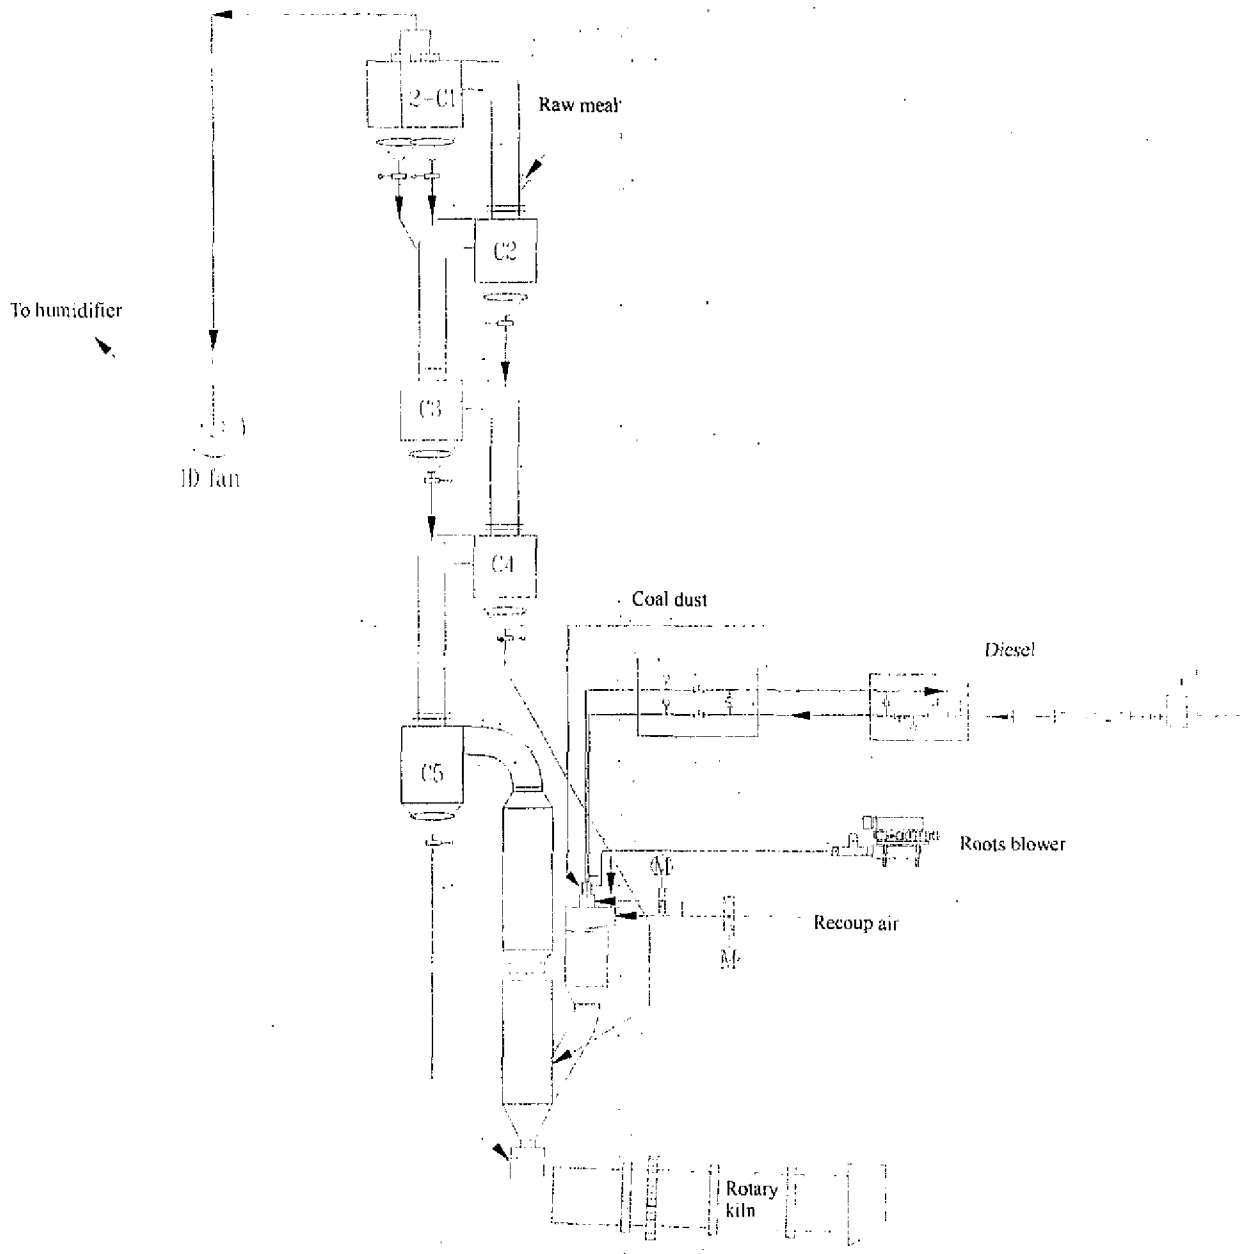 2-C1
Raw meal
C2
To humidifier
C3
ID fan
C4
Coal dust
Diesel
C5
Roots blower
M
Recoup air
M
Rotary
kiln